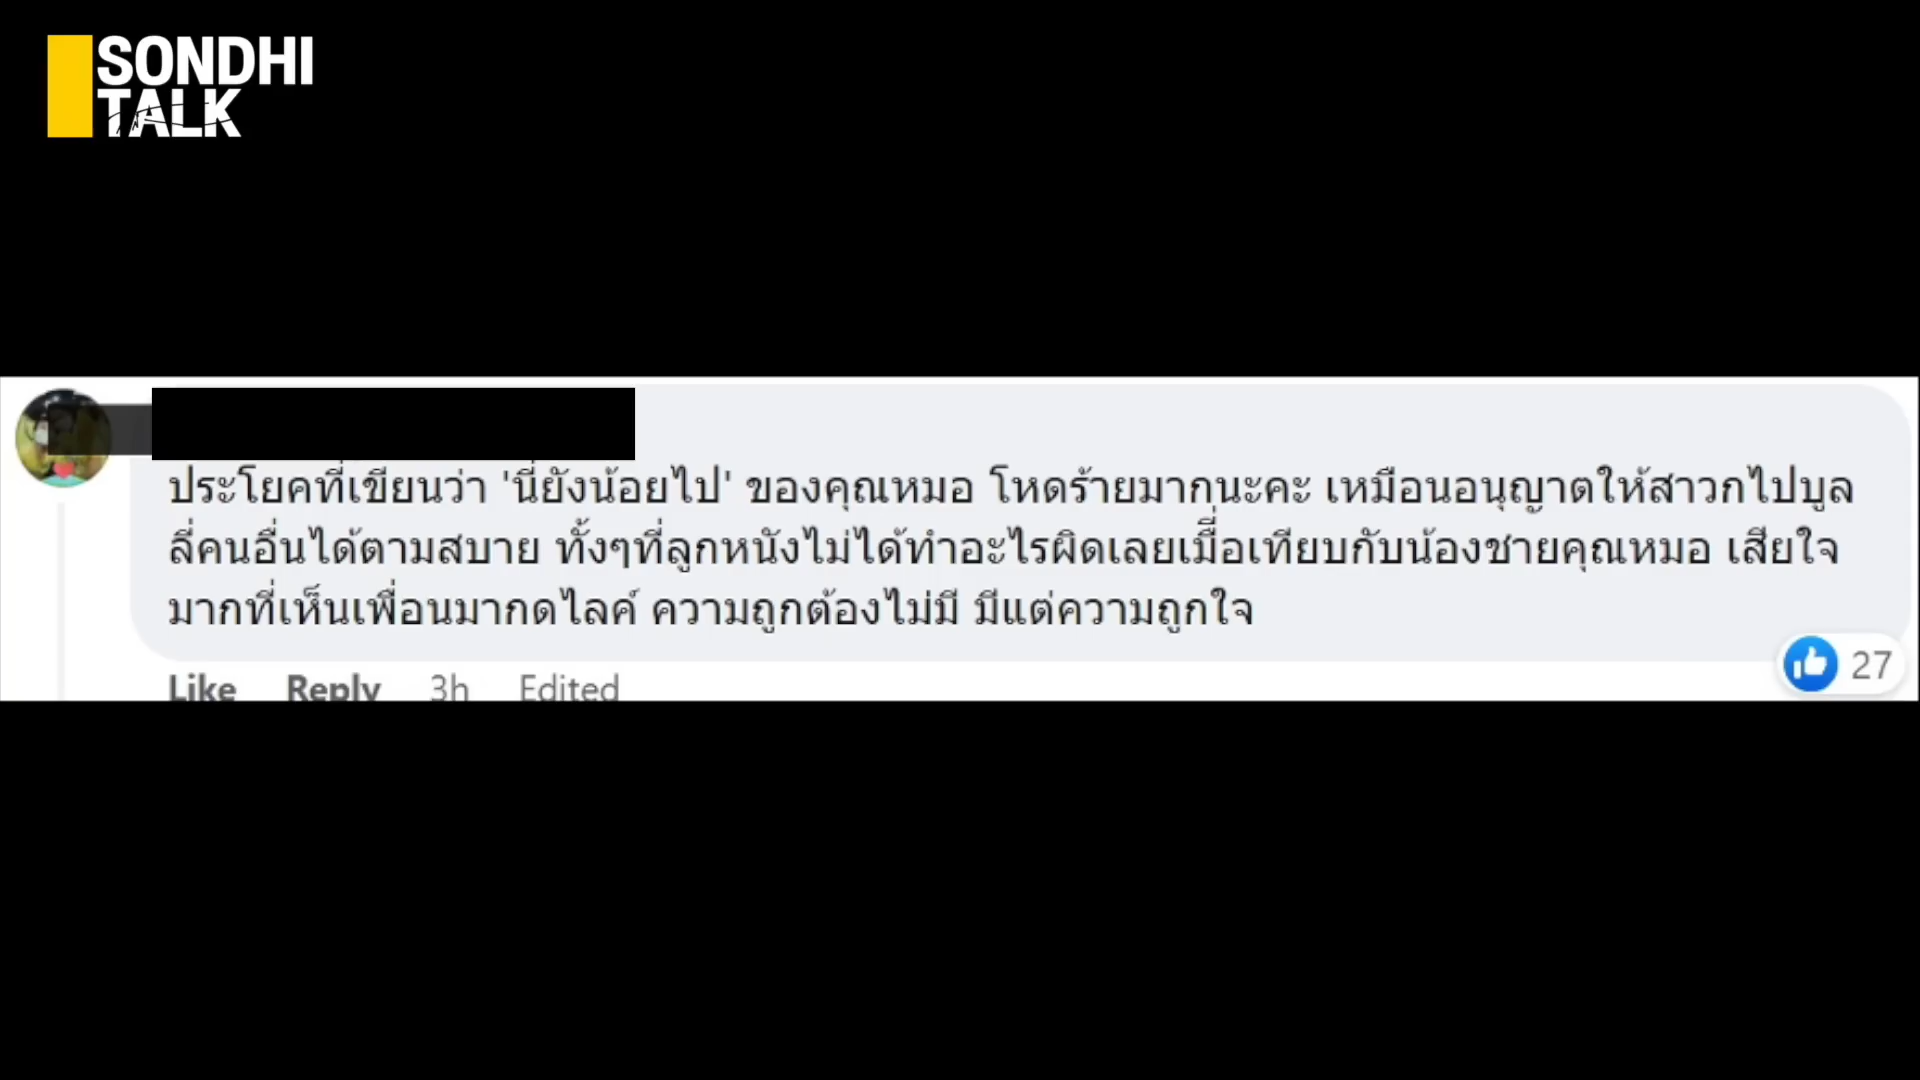 SONDHI
TALK
ประโยคที่เขียนว่า 'นี่ยังน้อยไป' ของคุณหมอ โหดร้ายมากนะคะ เหมือนอนุญาตให้สาวกไปบูล
ลี่คนอื่นได้ตามสบาย ทั้งๆที่ลูกหนังไม่ได้ทำอะไรผิดเลยเมื่อเทียบกับน้องชายคุณหมอ เสียใจ
มากที่เห็นเพื่อนมากดไลค์ ความถูกต้องไม่มี มีแต่ความถูกใจ
27
Like Reply 3h Edited